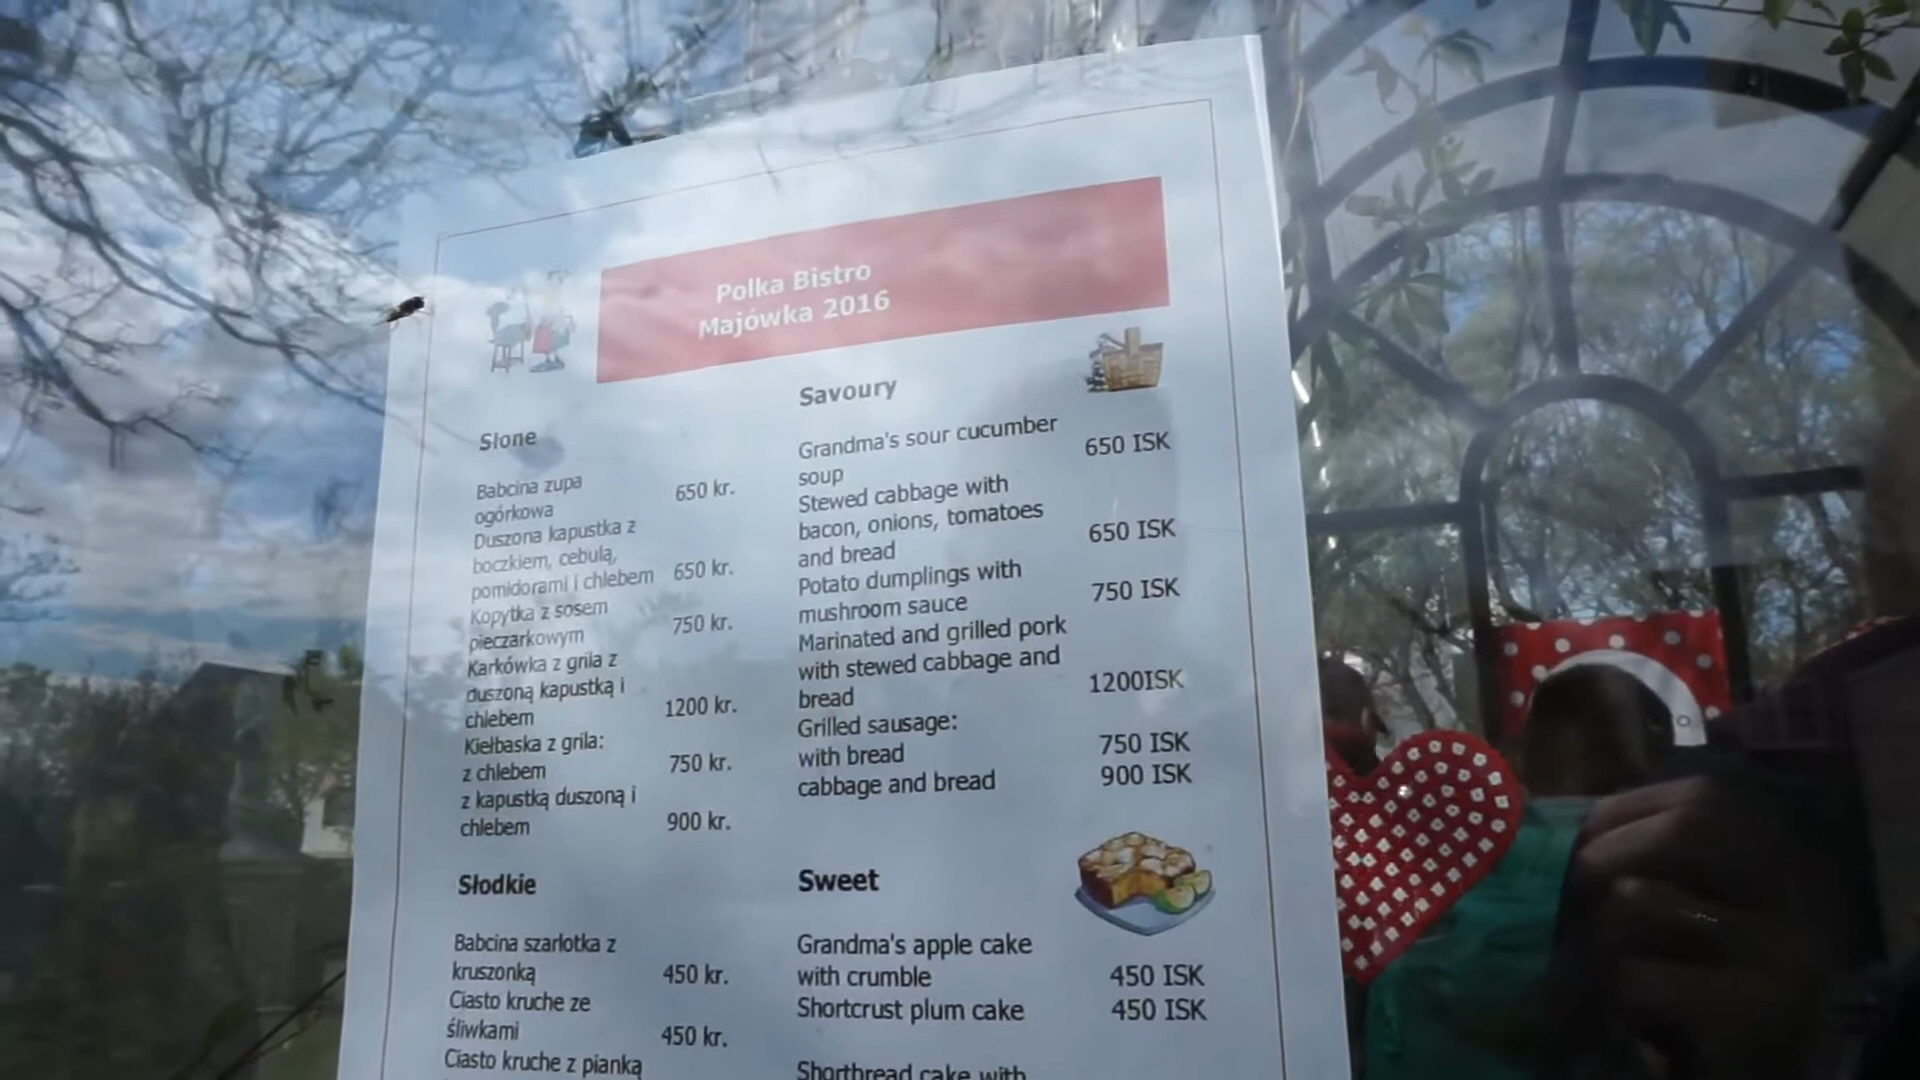 Polka Bistro
Majówka 2016
Słone
Babcina zupa
ogórkowa 650 kr.
Duszona kapustka z
boczkiem, cebulą,
pomidorami i chlebem 650 kr.
Kopytka z sosem
pieczarkowym 750 kr.
Karkówka z grila z
duszoną kapustką i
chlebem 1200 kr.
Kiełbaska z grila:
z chlebem 750 kr.
z kapustką duszoną i
chlebem 900 kr.
Słodkie
Babcina szarlotka z
kruszonką 450 kr.
Ciasto kruche ze
śliwkami 450 kr.
Ciasto kruche z pianką
Savoury
Grandma's sour cucumber
soup 650 ISK
Stewed cabbage with
bacon, onions, tomatoes
and bread 650 ISK
Potato dumplings with
mushroom sauce 750 ISK
Marinated and grilled pork
with stewed cabbage and
bread 1200ISK
Grilled sausage:
with bread 750 ISK
cabbage and bread 900 ISK
Sweet
Grandma's apple cake
with crumble 450 ISK
Shortcrust plum cake 450 ISK
Shortbread cake with